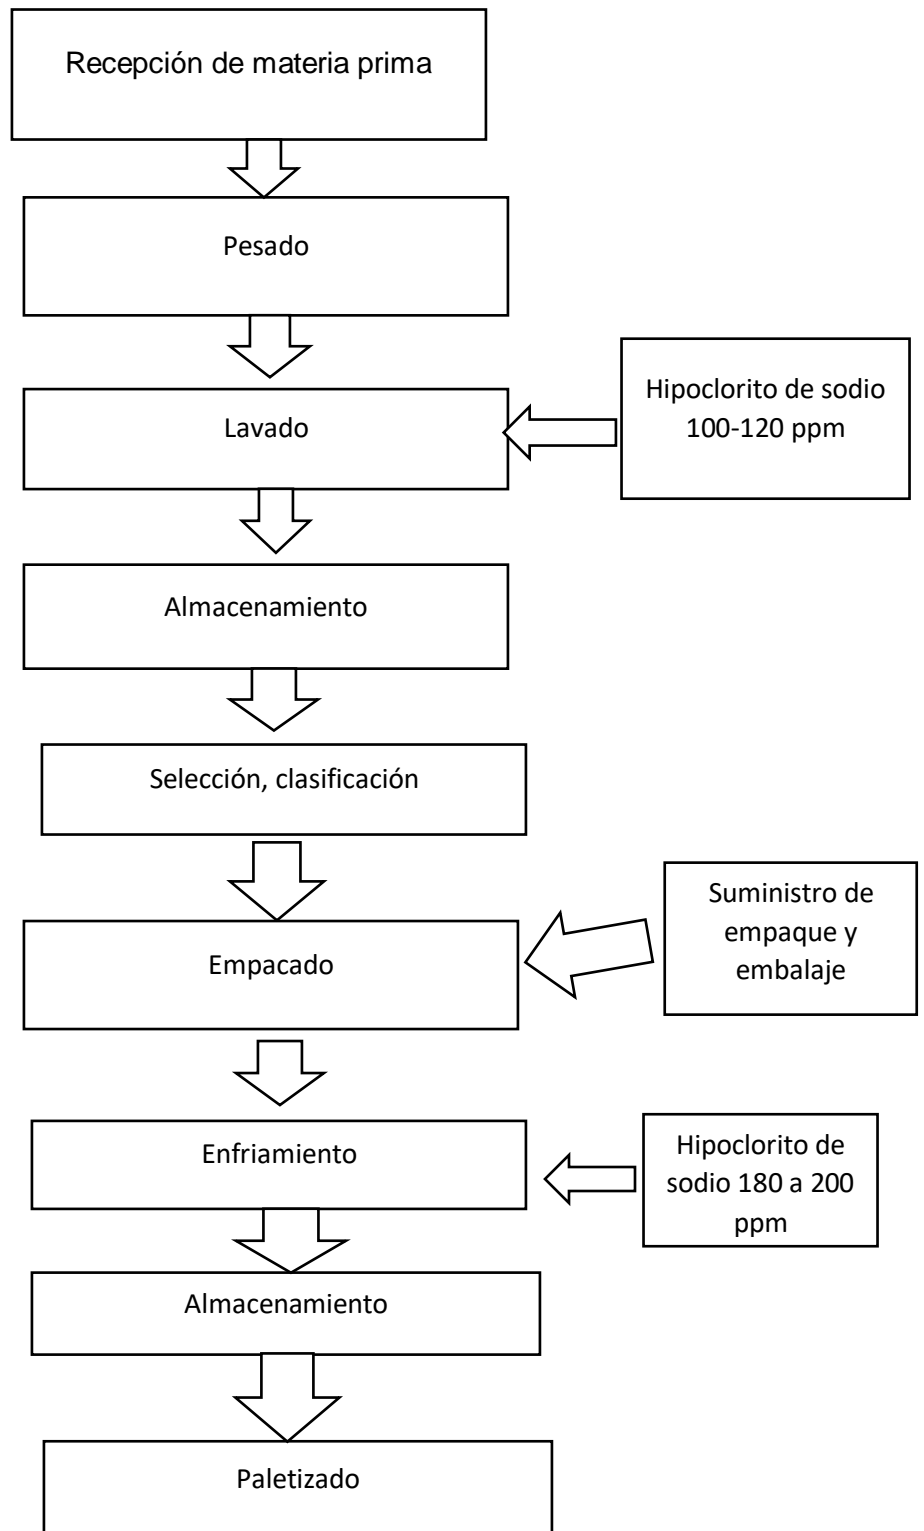 Recepción de materia prima
Pesado
Lavado
Hipoclorito de sodio
100-120 ppm
Almacenamiento
Selección, clasificación
Empacado
Suministro de
empaque y
embalaje
Enfriamiento
Hipoclorito de
sodio 180 a 200
ppm
Almacenamiento
Paletizado